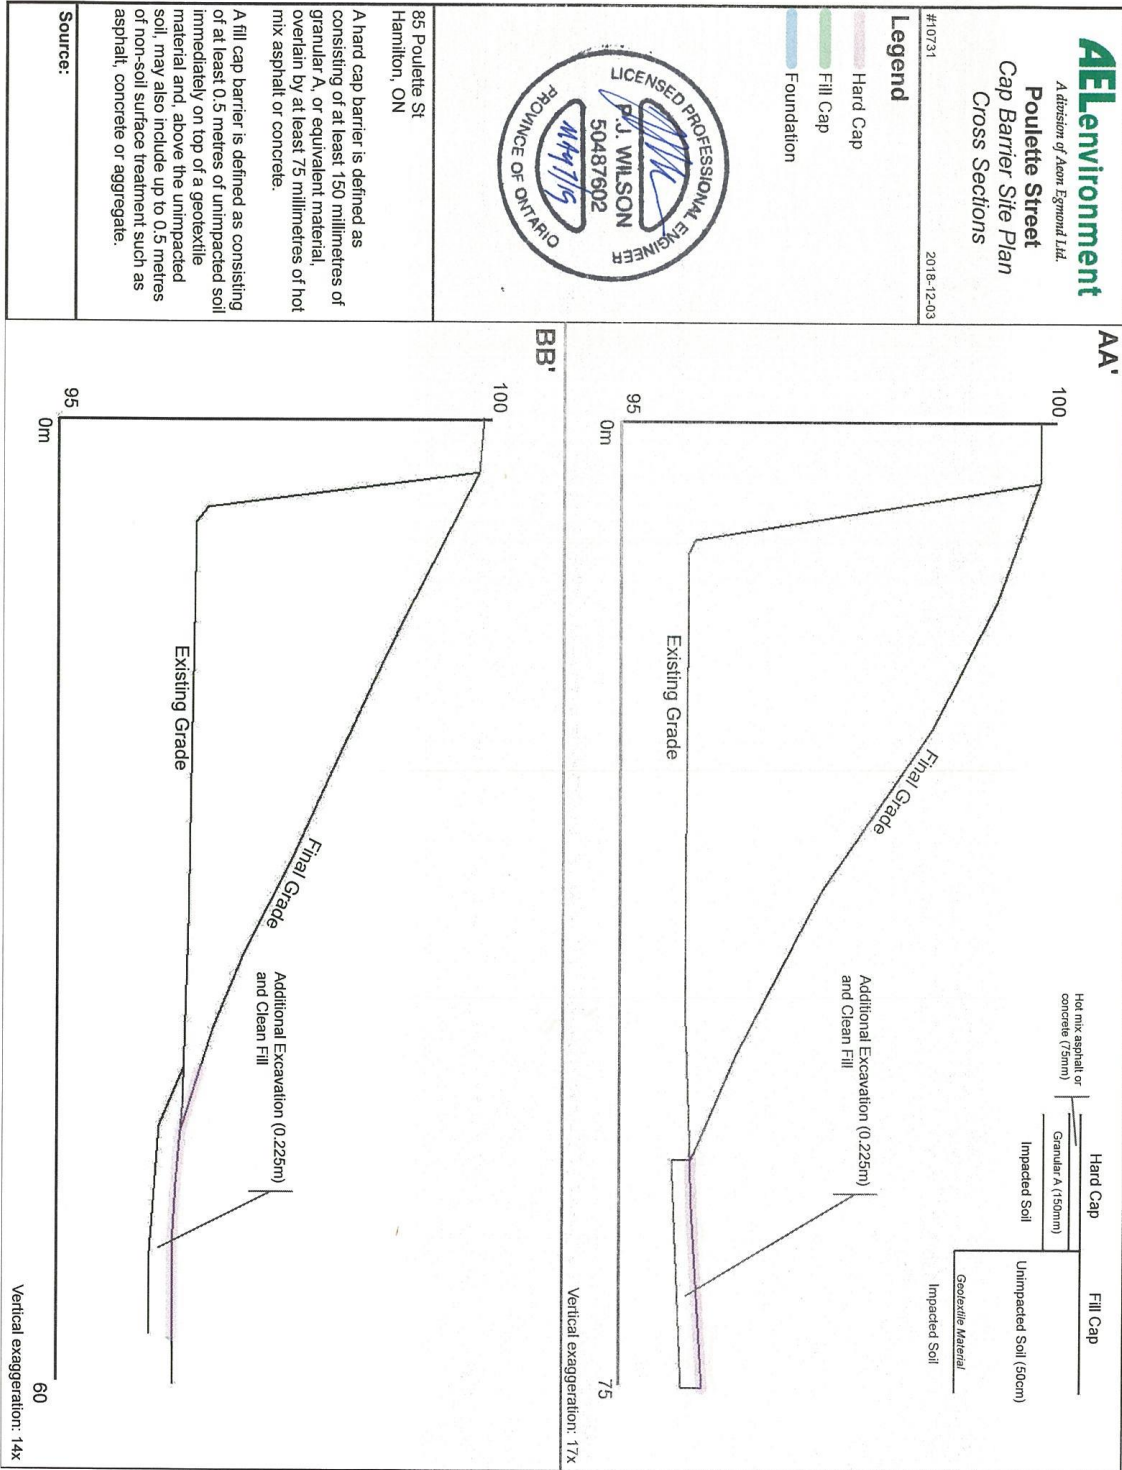 AELenvironment
A division of Aeon Egmond Ltd.
Poulette Street
Cap Barrier Site Plan
Cross Sections
#10731
2018-12-03
Legend
Hard Cap
Fill Cap
Foundation
LICENSED PROFESSIONAL ENGINEER
P.J. WILSON
50487602
May 7/19
PROVINCE OF ONTARIO
85 Poulette St
Hamilton, ON
A hard cap barrier is defined as
consisting of at least 150 millimetres of
granular A, or equivalent material,
overlain by at least 75 millimetres of hot
mix asphalt or concrete.
A fill cap barrier is defined as consisting
of at least 0.5 metres of unimpacted soil
immediately on top of a geotextile
material and, above the unimpacted
soil, may also include up to 0.5 metres
of non-soil surface treatment such as
asphalt, concrete or aggregate.
Source:
AA'
100
95
0m
75
Existing Grade
Final Grade
Additional Excavation (0.225m)
and Clean Fill
Hot mix asphalt or
concrete (75mm)
Hard Cap
Granular A (150mm)
Impacted Soil
Fill Cap
Unimpacted Soil (50cm)
Geotextile Material
Impacted Soil
Vertical exaggeration: 17x
BB'
100
95
0m
60
Existing Grade
Final Grade
Additional Excavation (0.225m)
and Clean Fill
Vertical exaggeration: 14x